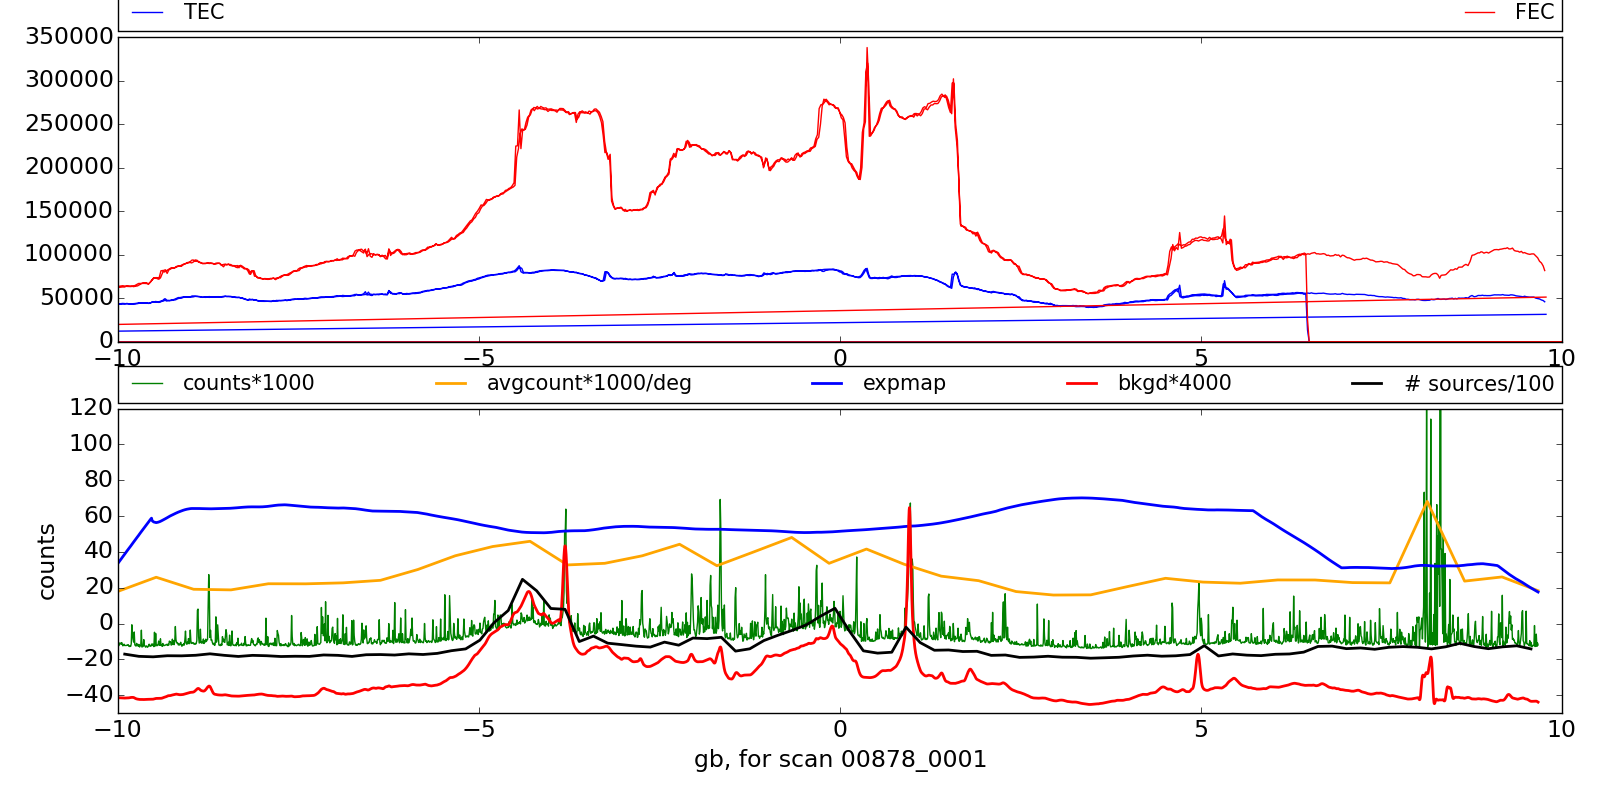 TEC FEC
350000
300000
250000
200000
150000
100000
50000
0
−10 −5 0 5 10
counts*1000 avgcount*1000/deg expmap bkgd*4000 # sources/100
120
100
80
60
40
20
0
−20
−40
counts
−10 −5 0 5 10
gb, for scan 00878_0001